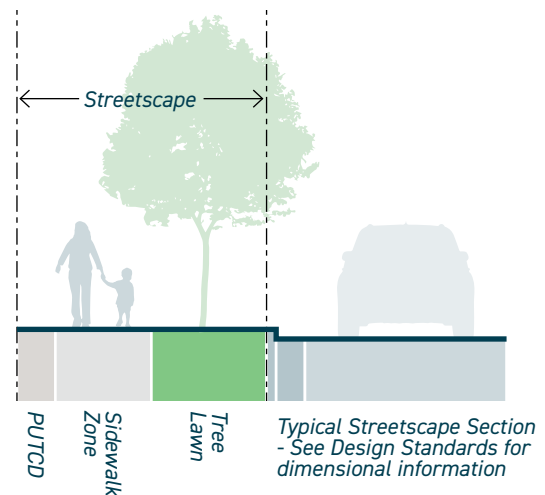 Streetscape
PUTCD
Sidewalk
Zone
Tree
Lawn
Typical Streetscape Section
- See Design Standards for
dimensional information